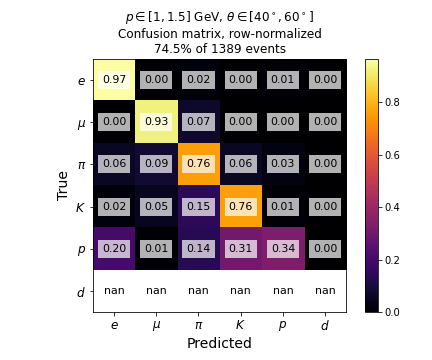 p ∈ [1, 1.5] GeV, θ ∈ [40°, 60°]
Confusion matrix, row-normalized
74.5% of 1389 events
True
e 0.97 0.00 0.02 0.00 0.01 0.00
μ 0.00 0.93 0.07 0.00 0.00 0.00
π 0.06 0.09 0.76 0.06 0.03 0.00
K 0.02 0.05 0.15 0.76 0.01 0.00
p 0.20 0.01 0.14 0.31 0.34 0.00
d nan nan nan nan nan nan
e μ π K p d
Predicted
0.8
0.6
0.4
0.2
0.0